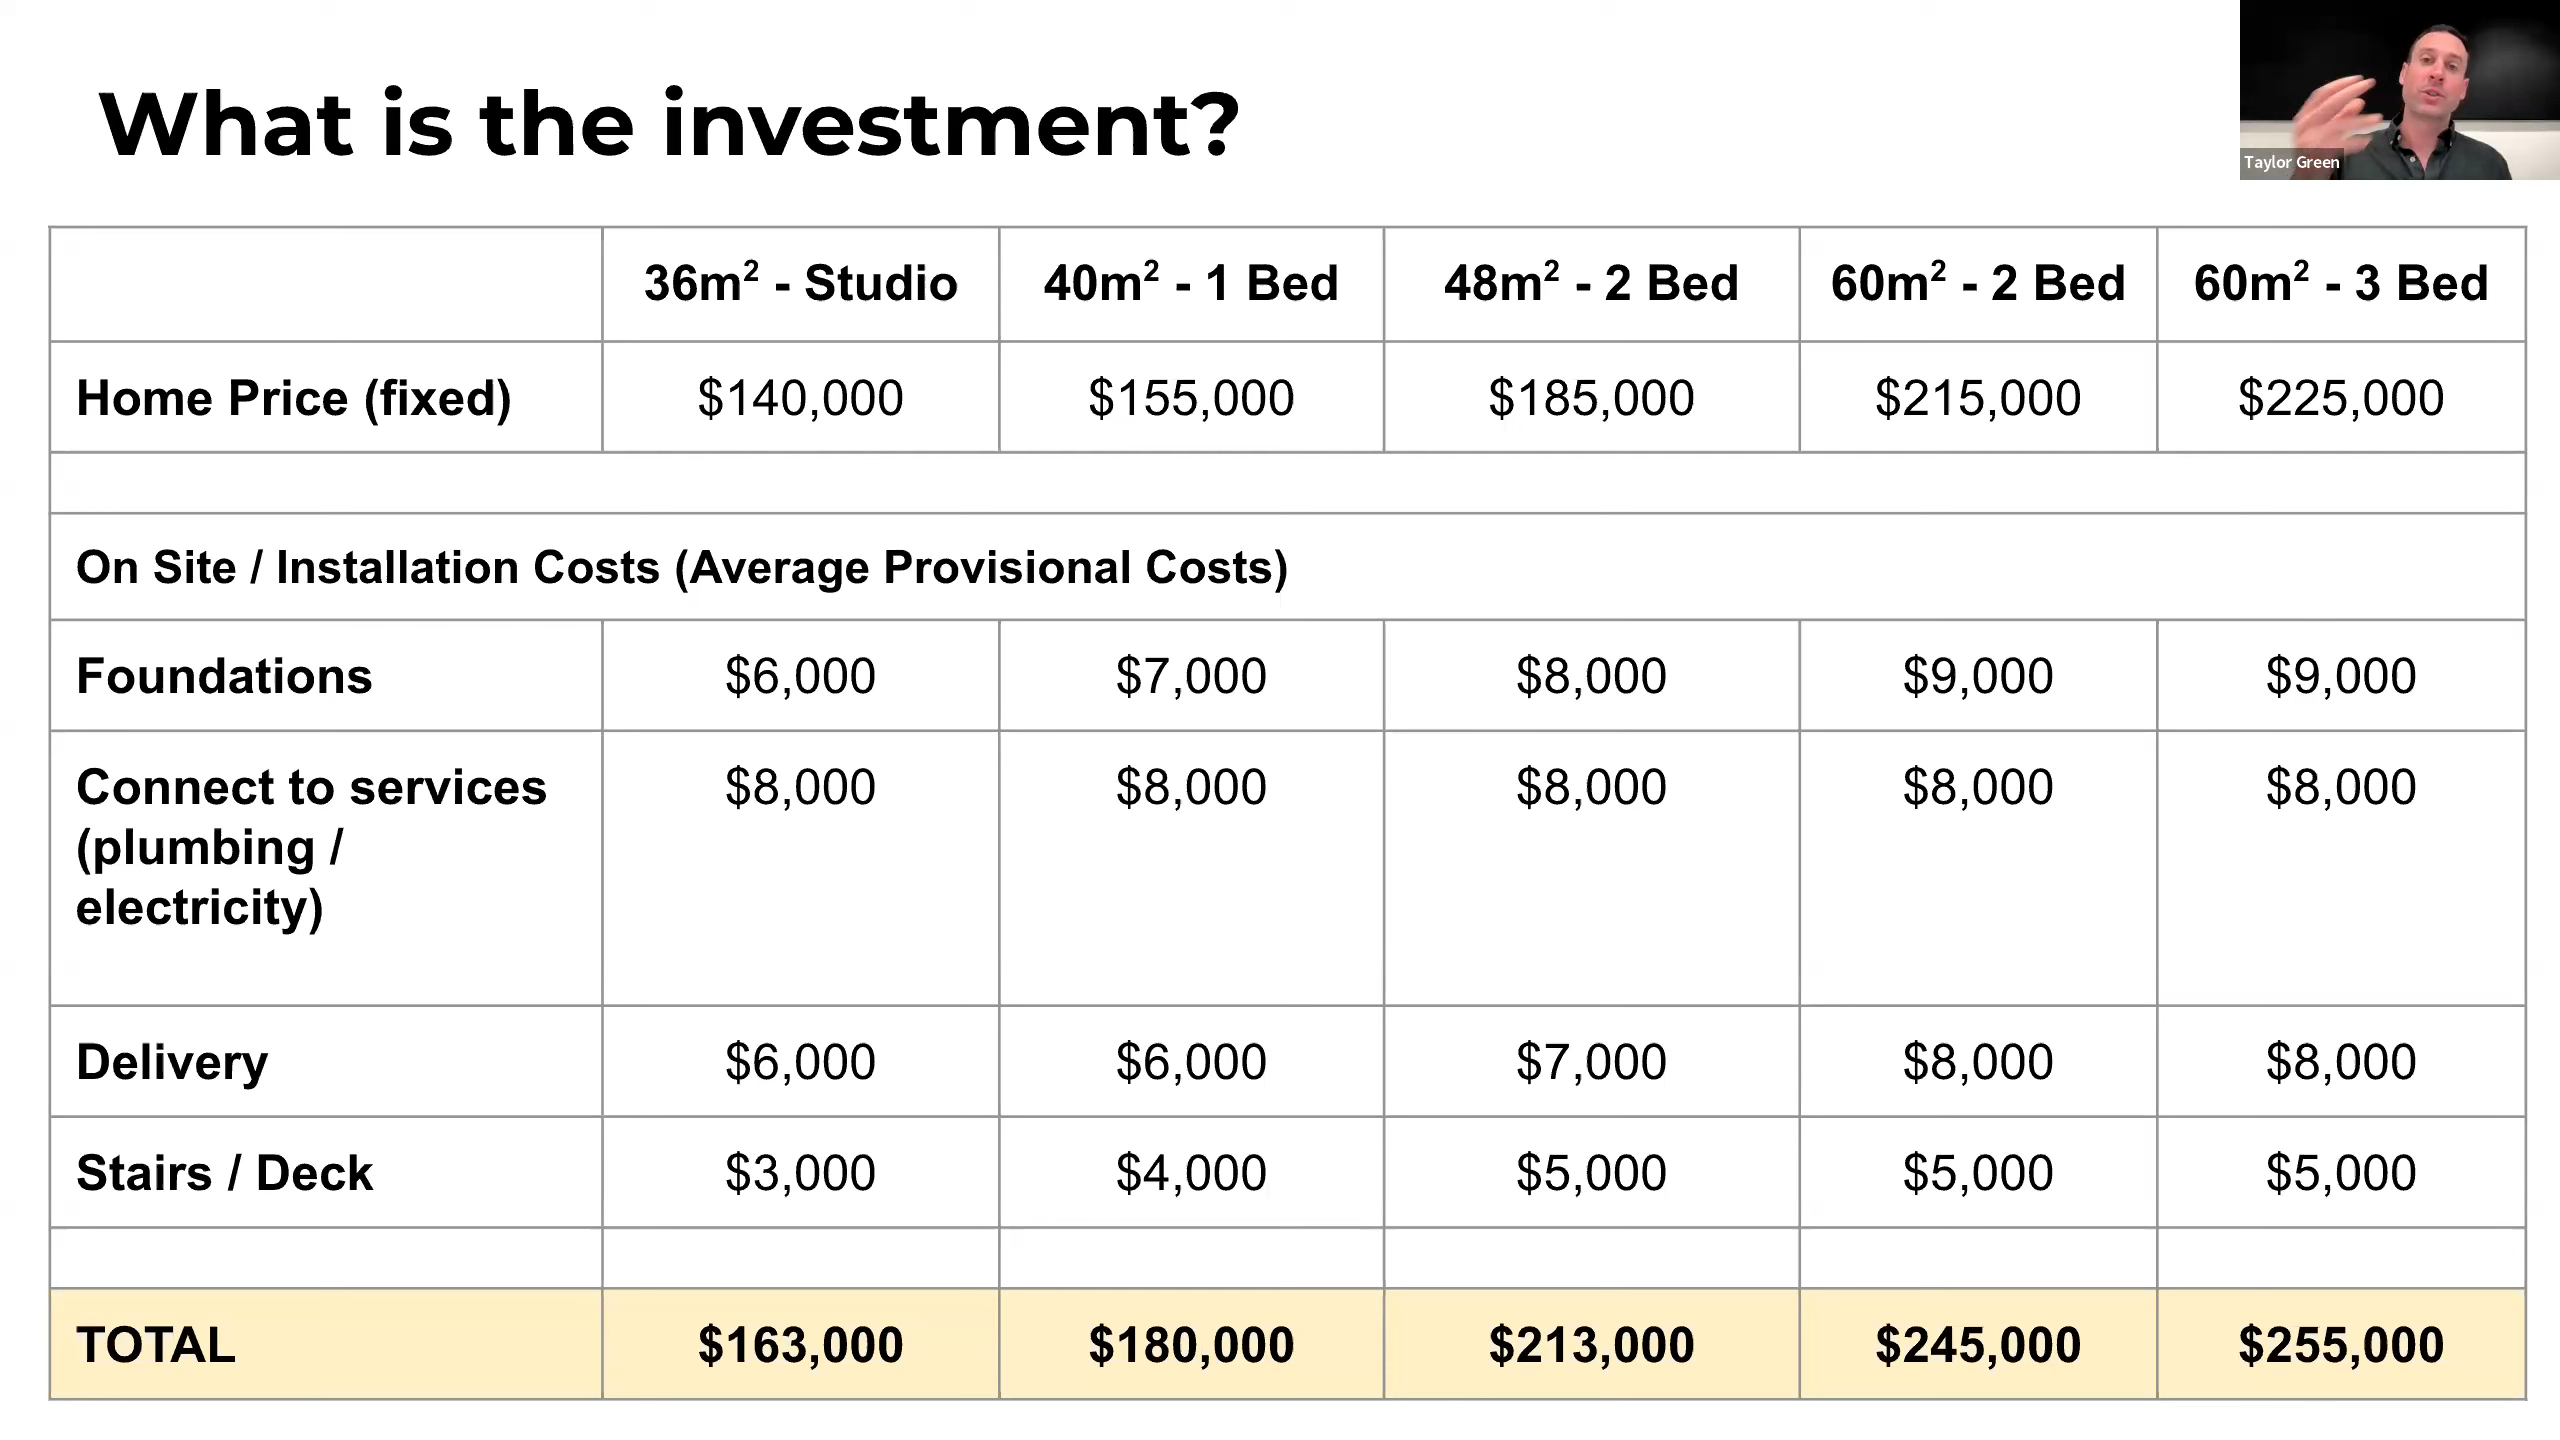 What is the investment?
Taylor Green
36m² - Studio 40m² - 1 Bed 48m² - 2 Bed 60m² - 2 Bed 60m² - 3 Bed
Home Price (fixed) $140,000 $155,000 $185,000 $215,000 $225,000
On Site / Installation Costs (Average Provisional Costs)
Foundations $6,000 $7,000 $8,000 $9,000 $9,000
Connect to services $8,000 $8,000 $8,000 $8,000 $8,000
(plumbing /
electricity)
Delivery $6,000 $6,000 $7,000 $8,000 $8,000
Stairs / Deck $3,000 $4,000 $5,000 $5,000 $5,000
TOTAL $163,000 $180,000 $213,000 $245,000 $255,000